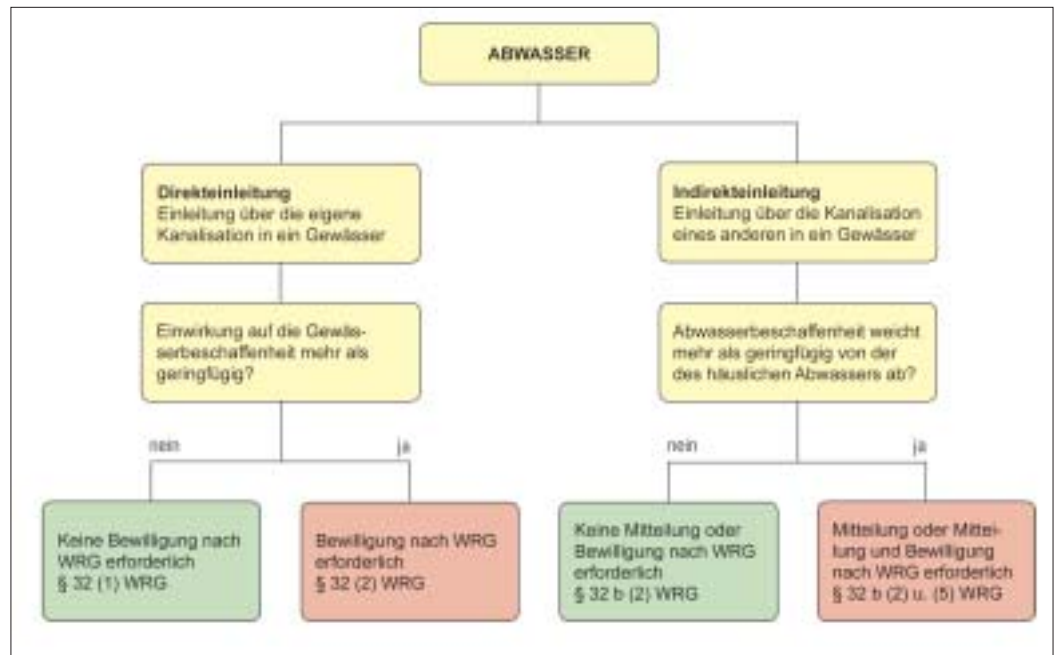 ABWASSER
Direkteinleitung
Einleitung über die eigene
Kanalisation in ein Gewässer
Indirekteinleitung
Einleitung über die Kanalisation
eines anderen in ein Gewässer
Einwirkung auf die Gewäs-
serbeschaffenheit mehr als
geringfügig?
Abwasserbeschaffenheit weicht
mehr als geringfügig von der
des häuslichen Abwassers ab?
nein
ja
nein
ja
Keine Bewilligung nach
WRG erforderlich
§ 32 (1) WRG
Bewilligung nach WRG
erforderlich
§ 32 (2) WRG
Keine Mitteilung oder
Bewilligung nach WRG
erforderlich
§ 32 b (2) WRG
Mitteilung oder Mittei-
lung und Bewilligung
nach WRG erforderlich
§ 32 b (2) u. (5) WRG